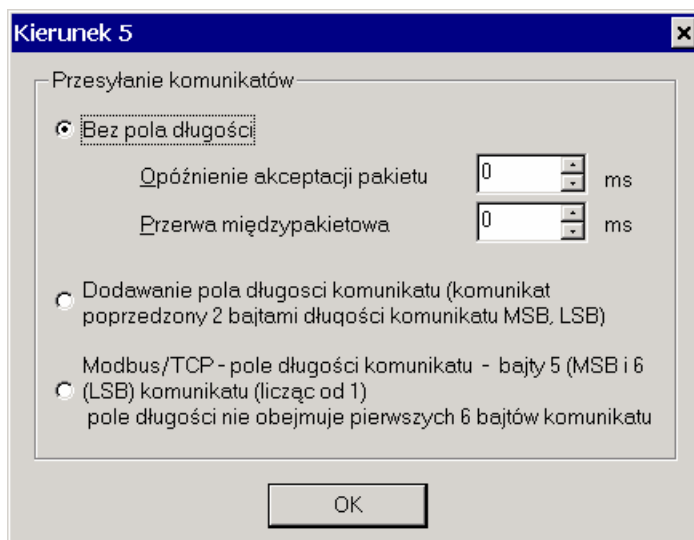 Kierunek 5
Przesyłanie komunikatów
Bez pola długości
Opóźnienie akceptacji pakietu 0 ms
Przerwa międzypakietowa 0 ms
Dodawanie pola długosci komunikatu (komunikat
poprzedzony 2 bajtami długości komunikatu MSB, LSB)
Modbus/TCP - pole długości komunikatu - bajty 5 (MSB i 6
(LSB) komunikatu (licząc od 1)
pole długości nie obejmuje pierwszych 6 bajtów komunikatu
OK